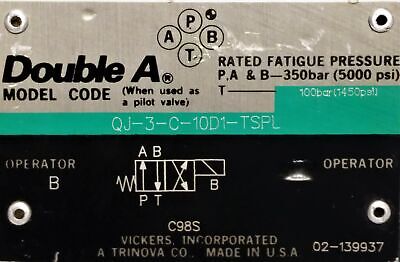 P
A B
T
Double A®
RATED FATIGUE PRESSURE
P,A & B—350bar (5000 psi)
MODEL CODE (When used as a pilot valve)
T— 100bar(1450psi)
QJ-3-C-10D1-TSPL
OPERATOR
B
A B
P T
B
OPERATOR
C98S
VICKERS, INCORPORATED
A TRINOVA CO. MADE IN U.S.A
02-139937